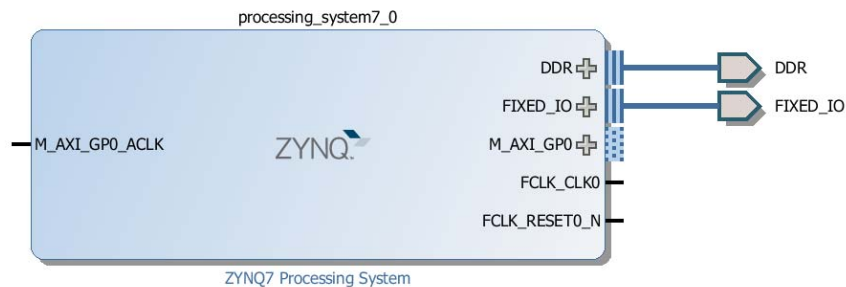 processing_system7_0
DDR
DDR
FIXED_IO
FIXED_IO
M_AXI_GP0_ACLK
ZYNQ.
M_AXI_GP0
FCLK_CLK0
FCLK_RESET0_N
ZYNQ7 Processing System